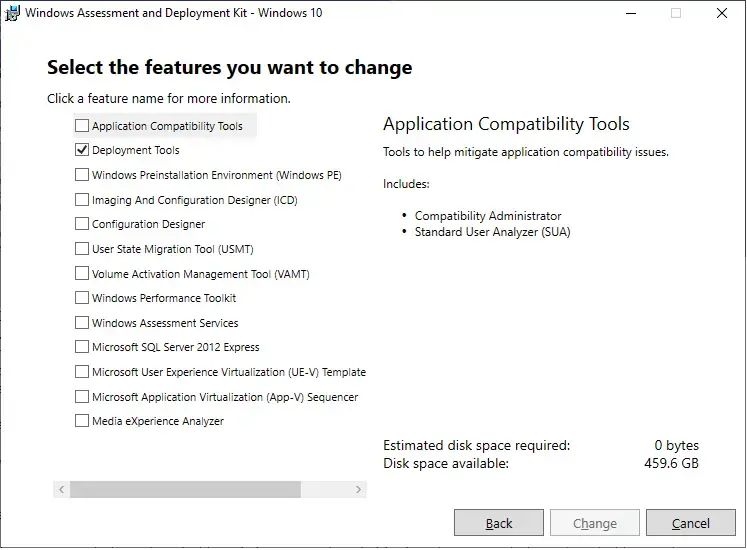 Windows Assessment and Deployment Kit - Windows 10
Select the features you want to change
Click a feature name for more information.
Application Compatibility Tools
Deployment Tools
Windows Preinstallation Environment (Windows PE)
Imaging And Configuration Designer (ICD)
Configuration Designer
User State Migration Tool (USMT)
Volume Activation Management Tool (VAMT)
Windows Performance Toolkit
Windows Assessment Services
Microsoft SQL Server 2012 Express
Microsoft User Experience Virtualization (UE-V) Template
Microsoft Application Virtualization (App-V) Sequencer
Media eXperience Analyzer
Application Compatibility Tools
Tools to help mitigate application compatibility issues.
Includes:
• Compatibility Administrator
• Standard User Analyzer (SUA)
Estimated disk space required: 0 bytes
Disk space available: 459.6 GB
Back Change Cancel